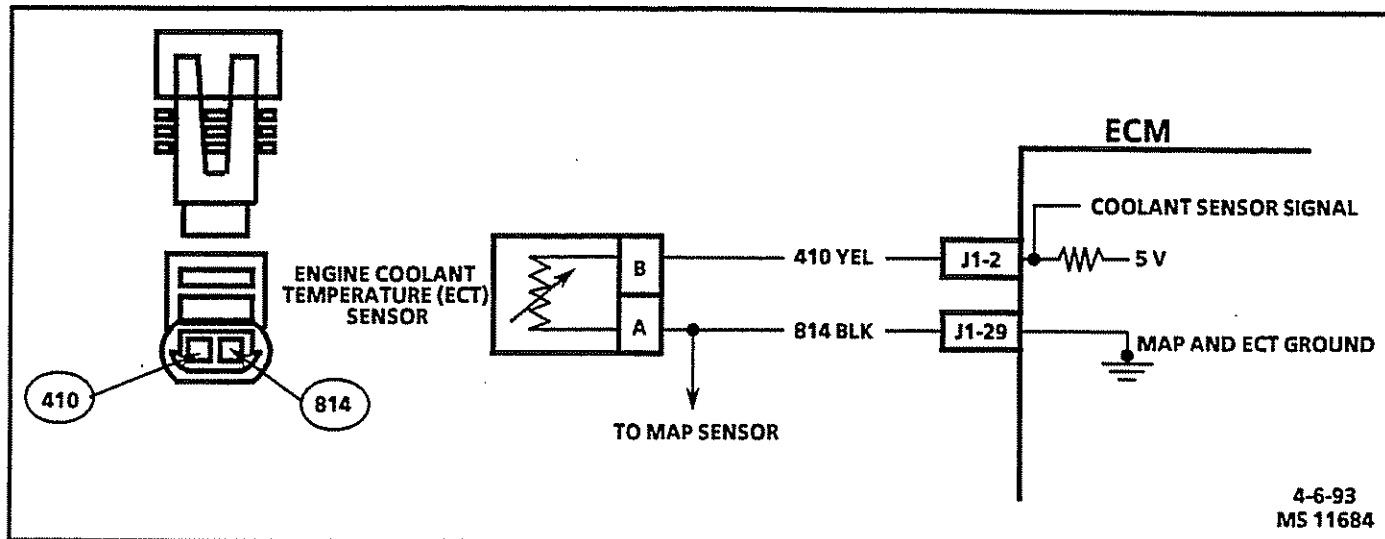 ECM
COOLANT SENSOR SIGNAL
ENGINE COOLANT
TEMPERATURE (ECT)
SENSOR
B
410 YEL
J1-2
5 V
A
814 BLK
J1-29
MAP AND ECT GROUND
TO MAP SENSOR
410
814
4-6-93
MS 11684